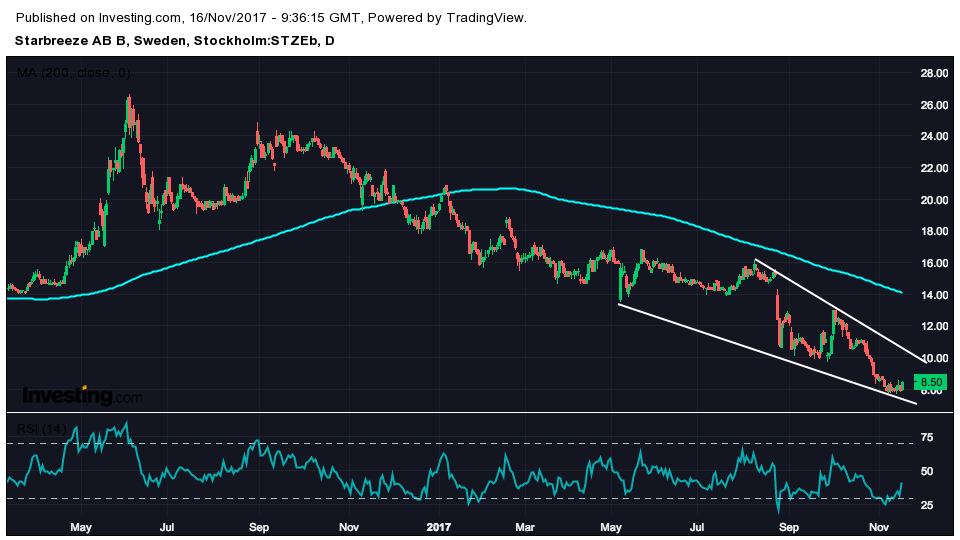 Published on Investing.com, 16/Nov/2017 - 9:36:15 GMT, Powered by TradingView.
Starbreeze AB B, Sweden, Stockholm:STZEb, D
MA (200, close, 0)
28.00
26.00
24.00
22.00
20.00
18.00
16.00
14.00
12.00
10.00
8.50
8.00
Investing.com
RSI (14)
75
50
25
May Jul Sep Nov 2017 Mar May Jul Sep Nov